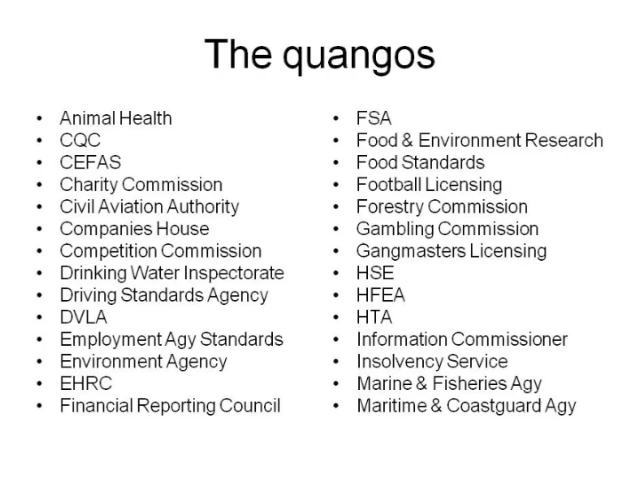 The quangos
• Animal Health
• CQC
• CEFAS
• Charity Commission
• Civil Aviation Authority
• Companies House
• Competition Commission
• Drinking Water Inspectorate
• Driving Standards Agency
• DVLA
• Employment Agy Standards
• Environment Agency
• EHRC
• Financial Reporting Council
• FSA
• Food & Environment Research
• Food Standards
• Football Licensing
• Forestry Commission
• Gambling Commission
• Gangmasters Licensing
• HSE
• HFEA
• HTA
• Information Commissioner
• Insolvency Service
• Marine & Fisheries Agy
• Maritime & Coastguard Agy